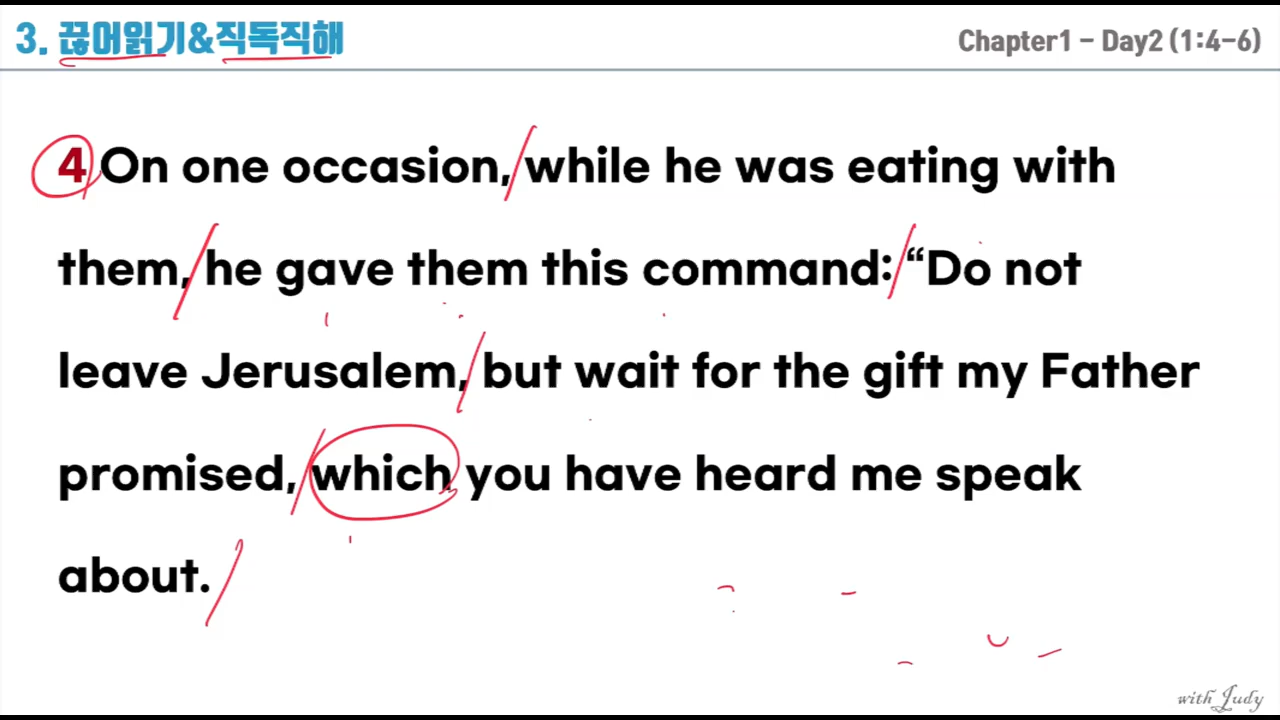 3. 끊어읽기&직독직해
Chapter1 - Day2 (1:4-6)
4 On one occasion, while he was eating with
them, he gave them this command: “Do not
leave Jerusalem, but wait for the gift my Father
promised, which you have heard me speak
about.
with Judy